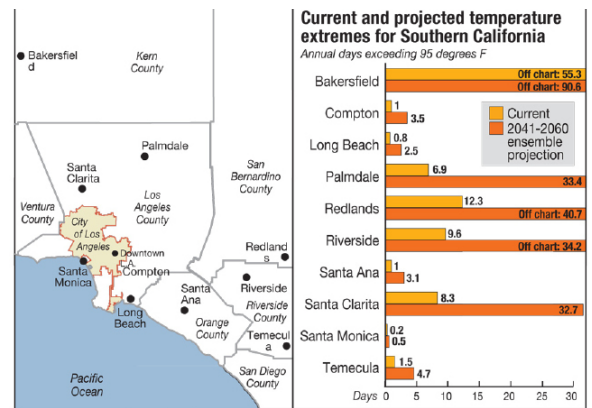 Bakersfiel
d
Kern
County
Palmdale
Santa
Clarita
San
Bernardino
County
Ventura
County
Los
Angeles
County
City
of Los
Angeles
Downtown
L.A.
Compton
Santa
Monica
Redland
s
Riverside
Santa
Ana
Riverside
County
Long
Beach
Orange
County
Temecul
a
San Diego
County
Pacific
Ocean
Current and projected temperature
extremes for Southern California
Annual days exceeding 95 degrees F
Bakersfield
Off chart: 55.3
Off chart: 90.6
Compton
1
3.5
Current
2041-2060
ensemble
projection
Long Beach
0.8
2.5
Palmdale
6.9
33.4
Redlands
12.3
Off chart: 40.7
Riverside
9.6
Off chart: 34.2
Santa Ana
1
3.1
Santa Clarita
8.3
32.7
Santa Monica
0.2
0.5
Temecula
1.5
4.7
Days 0 5 10 15 20 25 30